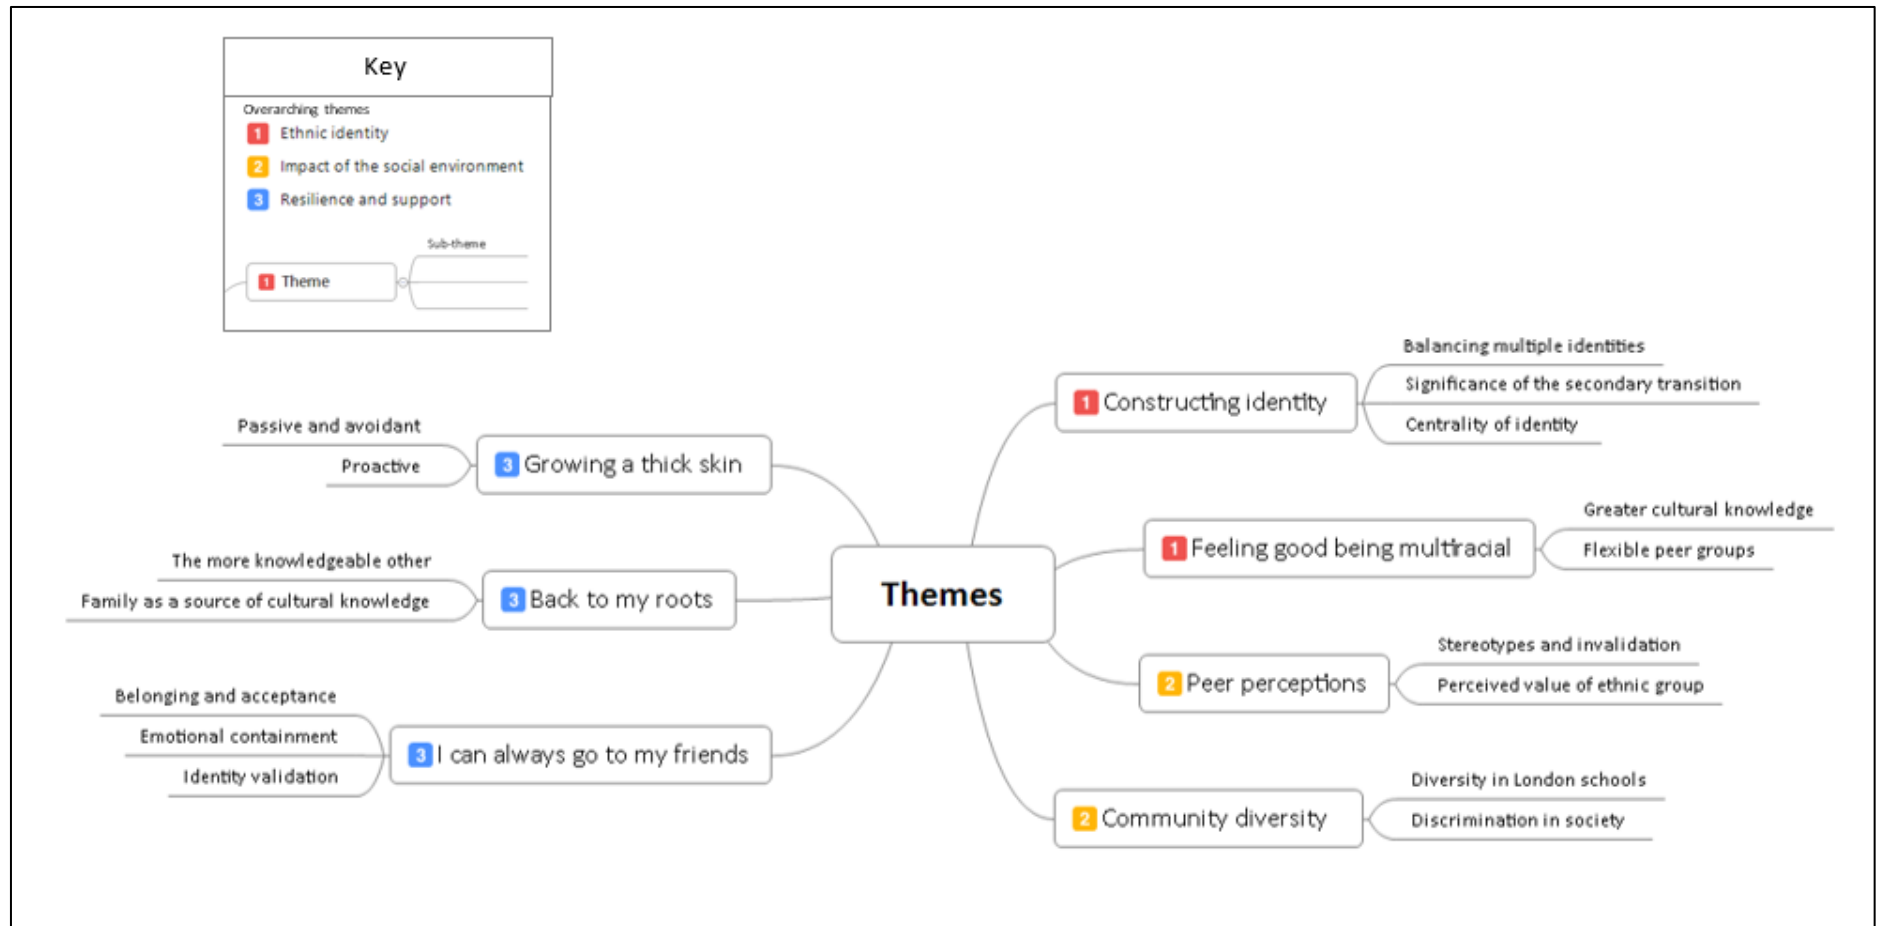 Key
Overarching themes
1 Ethnic identity
2 Impact of the social environment
3 Resilience and support
Sub-theme
1 Theme
Passive and avoidant
Proactive
3 Growing a thick skin
The more knowledgeable other
Family as a source of cultural knowledge
3 Back to my roots
Belonging and acceptance
Emotional containment
Identity validation
3 I can always go to my friends
Themes
1 Constructing identity
Balancing multiple identities
Significance of the secondary transition
Centrality of identity
1 Feeling good being multiracial
Greater cultural knowledge
Flexible peer groups
2 Peer perceptions
Stereotypes and invalidation
Perceived value of ethnic group
2 Community diversity
Diversity in London schools
Discrimination in society